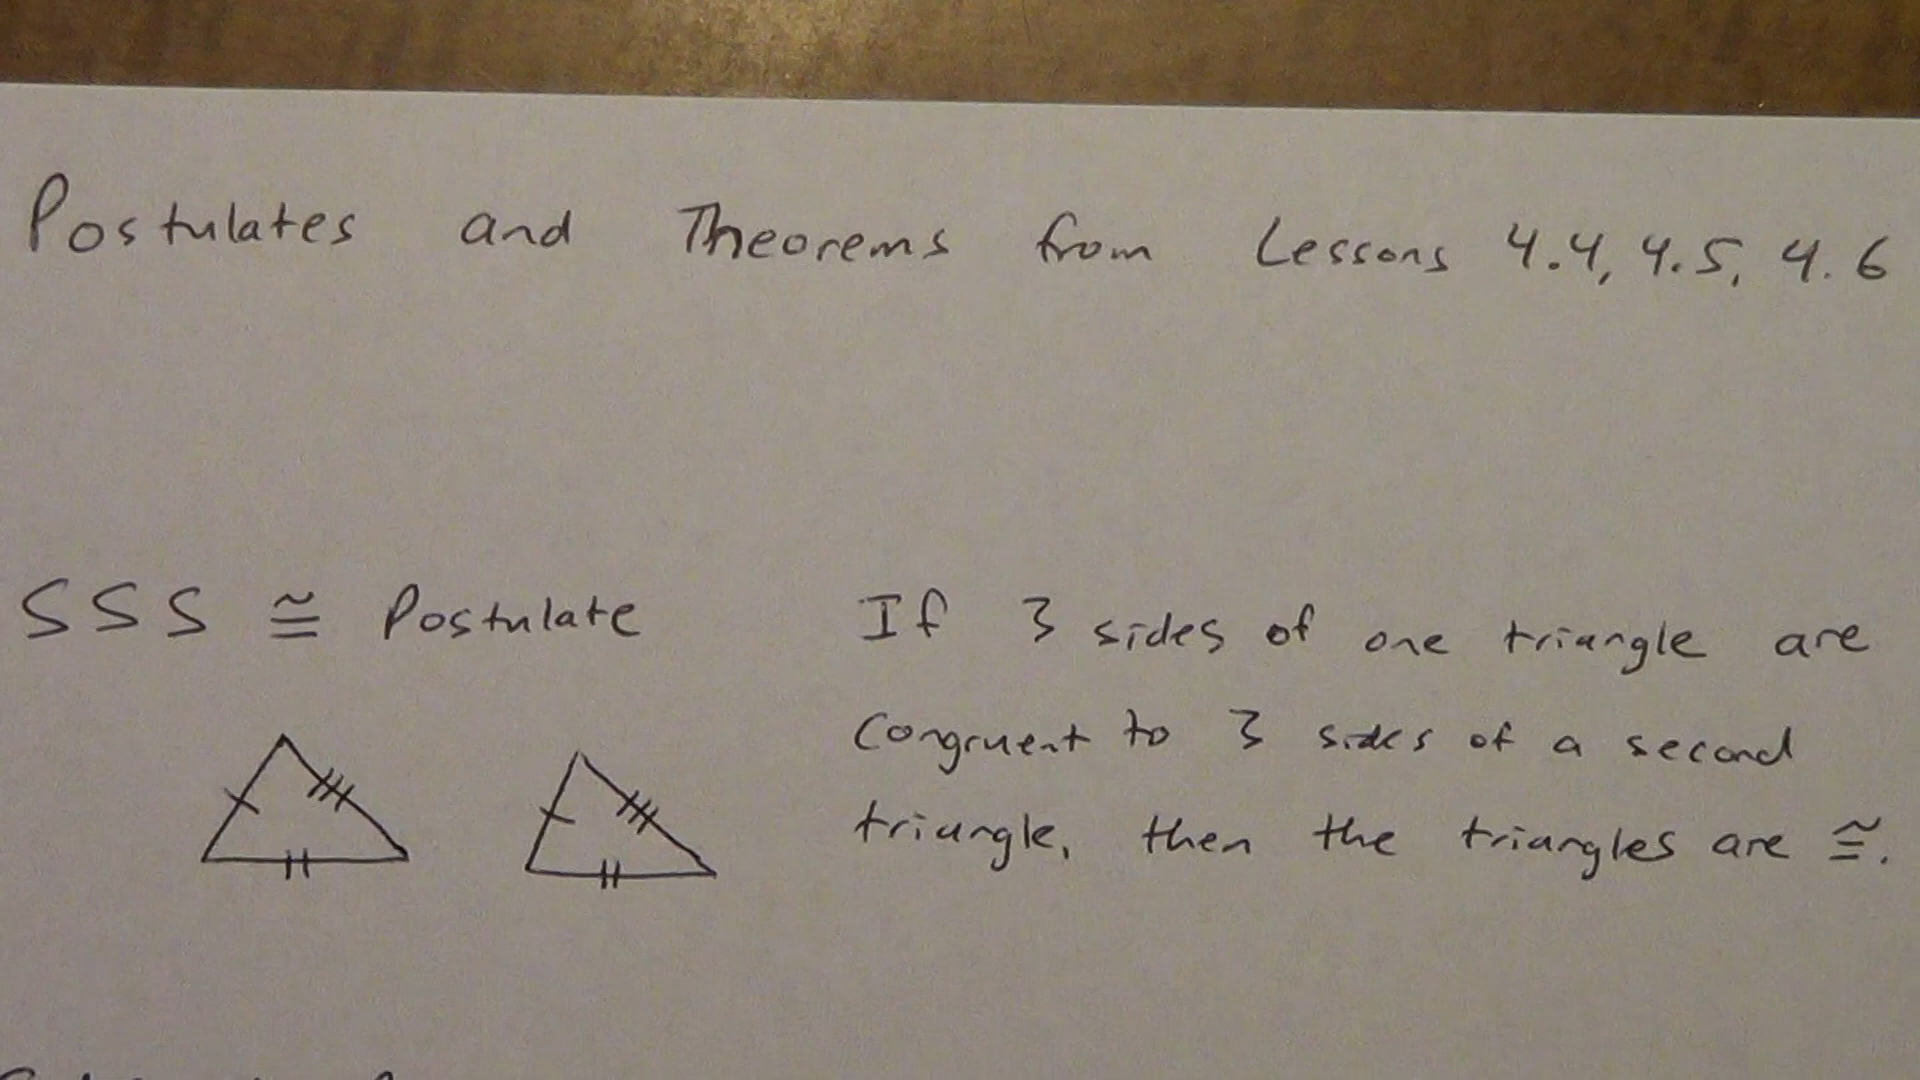 Postulates and Theorems from Lessons 4.4, 4.5, 4.6
SSS ≅ Postulate
If 3 sides of one triangle are
congruent to 3 sides of a second
triangle, then the triangles are ≅.